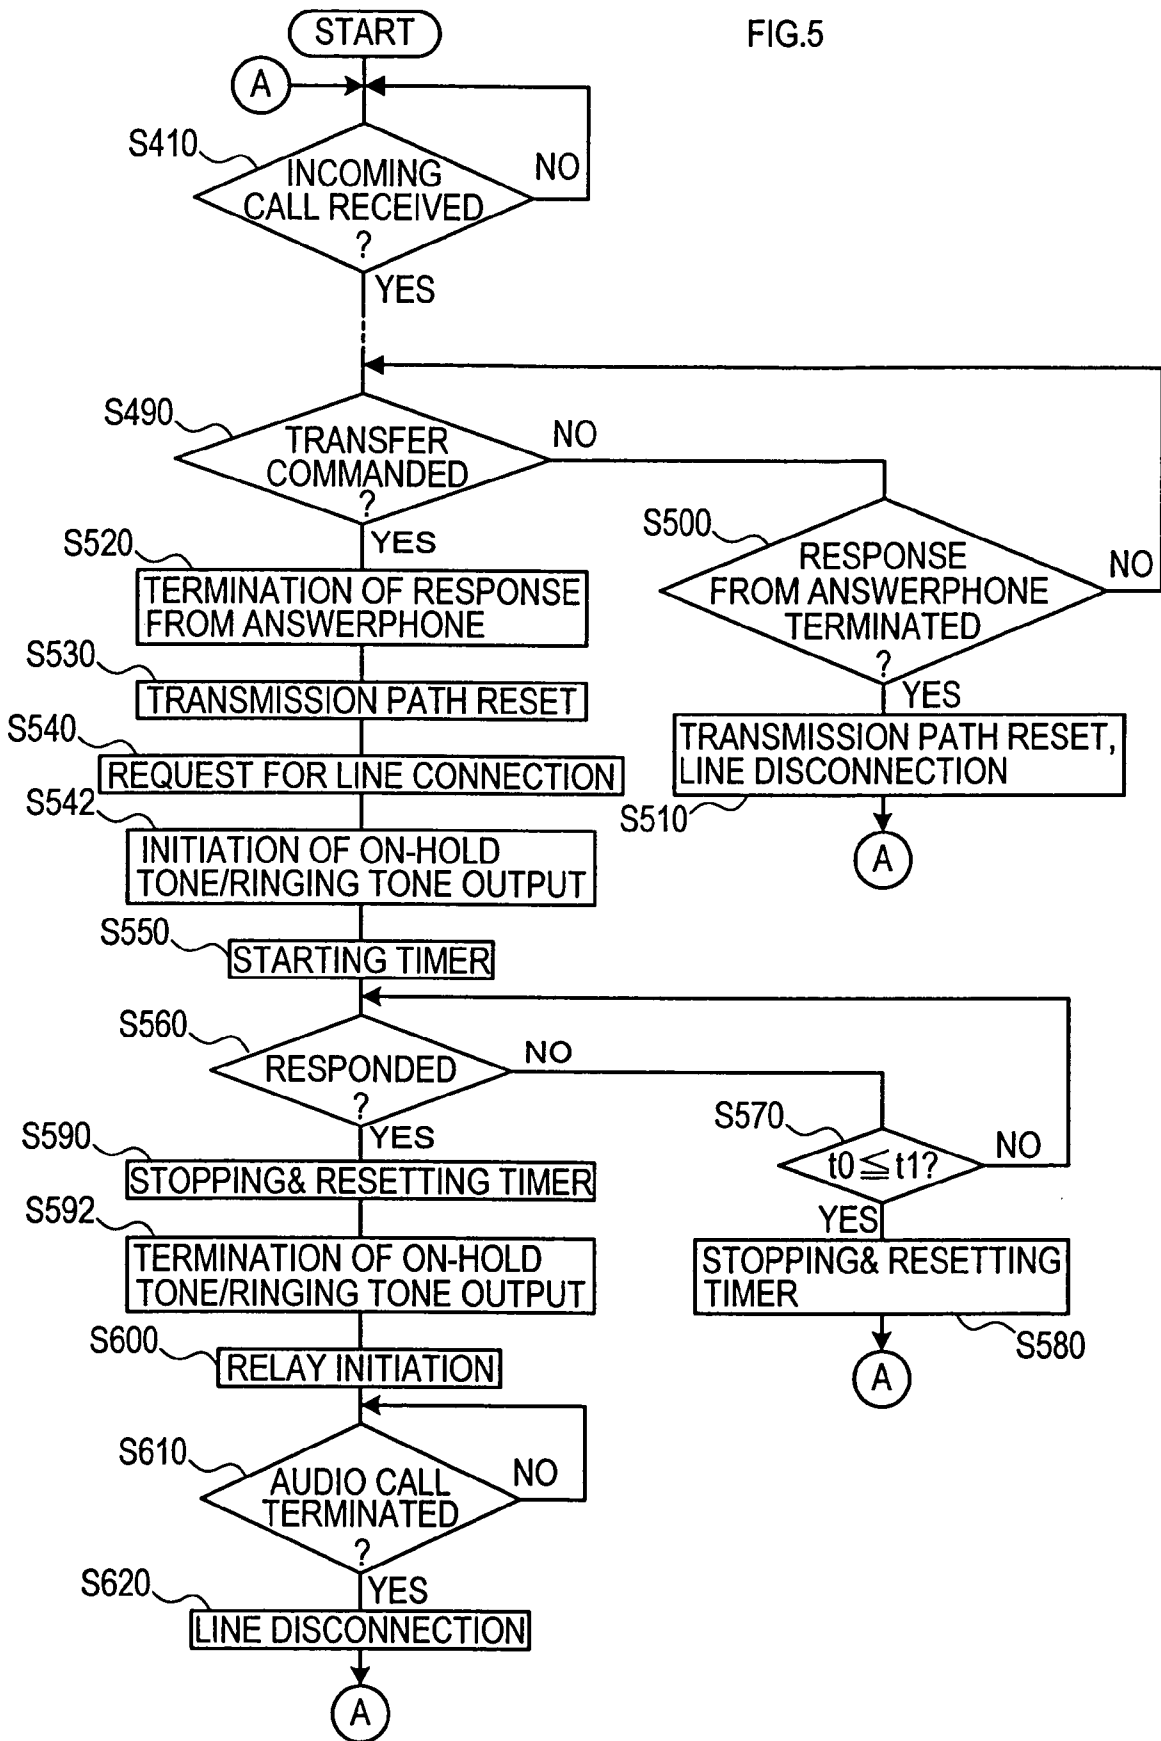 START
FIG.5
A
S410
INCOMING
CALL RECEIVED
?
NO
YES
S490
TRANSFER
COMMANDED
?
NO
YES
S500
RESPONSE
FROM ANSWERPHONE
TERMINATED
?
NO
YES
S520
TERMINATION OF RESPONSE
FROM ANSWERPHONE
S530
TRANSMISSION PATH RESET
TRANSMISSION PATH RESET,
LINE DISCONNECTION
S510
A
S540
REQUEST FOR LINE CONNECTION
S542
INITIATION OF ON-HOLD
TONE/RINGING TONE OUTPUT
S550
STARTING TIMER
S560
RESPONDED
?
NO
YES
S570
t0≦t1?
NO
YES
S590
STOPPING& RESETTING TIMER
S592
TERMINATION OF ON-HOLD
TONE/RINGING TONE OUTPUT
STOPPING& RESETTING
TIMER
S580
A
S600
RELAY INITIATION
S610
AUDIO CALL
TERMINATED
?
NO
YES
S620
LINE DISCONNECTION
A